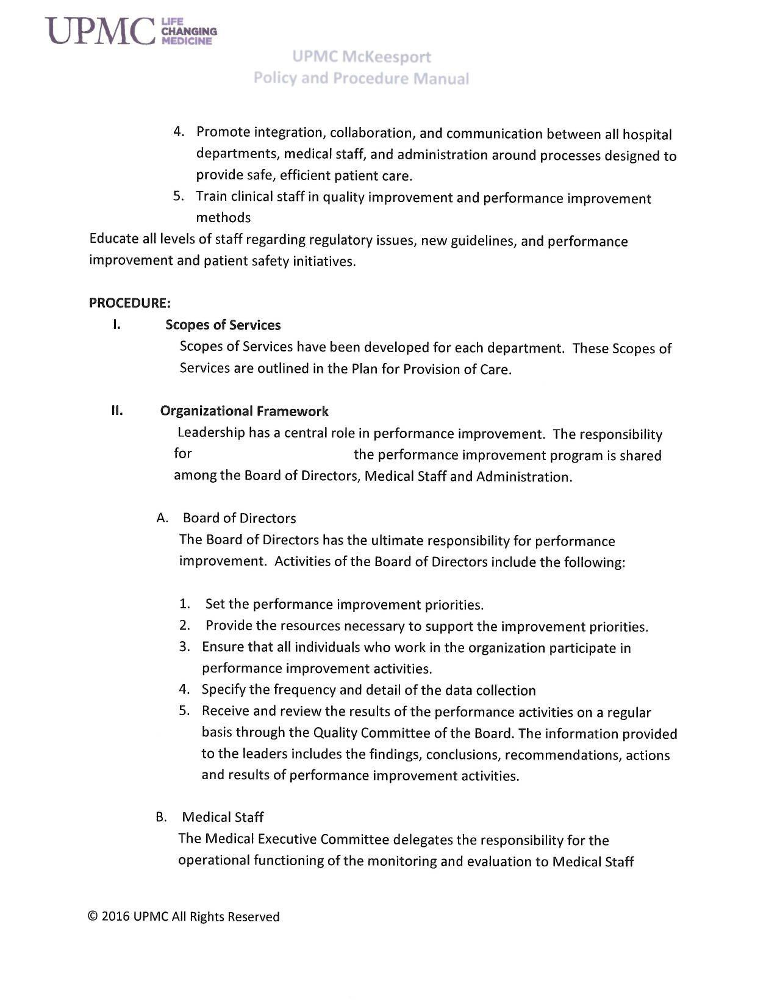 UPMC LIFE
CHANGING
MEDICINE
UPMC McKeesport
Policy and Procedure Manual
4. Promote integration, collaboration, and communication between all hospital
departments, medical staff, and administration around processes designed to
provide safe, efficient patient care.
5. Train clinical staff in quality improvement and performance improvement
methods
Educate all levels of staff regarding regulatory issues, new guidelines, and performance
improvement and patient safety initiatives.
PROCEDURE:
I. Scopes of Services
Scopes of Services have been developed for each department. These Scopes of
Services are outlined in the Plan for Provision of Care.
II. Organizational Framework
Leadership has a central role in performance improvement. The responsibility
for the performance improvement program is shared
among the Board of Directors, Medical Staff and Administration.
A. Board of Directors
The Board of Directors has the ultimate responsibility for performance
improvement. Activities of the Board of Directors include the following:
1. Set the performance improvement priorities.
2. Provide the resources necessary to support the improvement priorities.
3. Ensure that all individuals who work in the organization participate in
performance improvement activities.
4. Specify the frequency and detail of the data collection
5. Receive and review the results of the performance activities on a regular
basis through the Quality Committee of the Board. The information provided
to the leaders includes the findings, conclusions, recommendations, actions
and results of performance improvement activities.
B. Medical Staff
The Medical Executive Committee delegates the responsibility for the
operational functioning of the monitoring and evaluation to Medical Staff
© 2016 UPMC All Rights Reserved